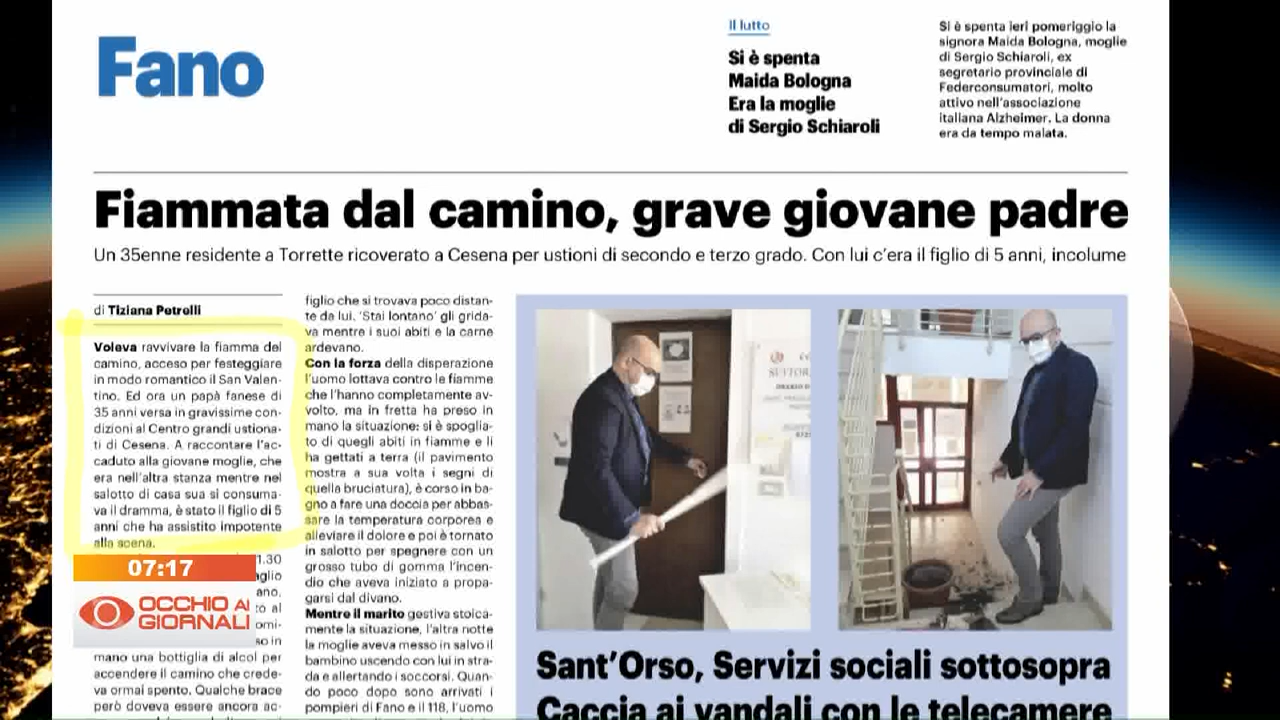 Fano
Il lutto
Si è spenta
Maida Bologna
Era la moglie
di Sergio Schiaroli
Si è spenta ieri pomeriggio la
signora Maida Bologna, moglie
di Sergio Schiaroli, ex
segretario provinciale di
Federconsumatori, molto
attivo nell'associazione
italiana Alzheimer. La donna
era da tempo malata.
Fiammata dal camino, grave giovane padre
Un 35enne residente a Torrette ricoverato a Cesena per ustioni di secondo e terzo grado. Con lui c'era il figlio di 5 anni, incolume
di Tiziana Petrelli
Voleva ravvivare la fiamma del
camino, acceso per festeggiare
in modo romantico il San Valen-
tino. Ed ora un papà fanese di
35 anni versa in gravissime con-
dizioni al Centro grandi ustiona-
ti di Cesena. A raccontare l'ac-
caduto alla giovane moglie, che
era nell'altra stanza mentre nel
salotto di casa sua si consuma-
va il dramma, è stato il figlio di 5
anni che ha assistito impotente
alla scena.
1.30
aglio
ano.
to al
omi-
so in
mano una bottiglia di alcol per
accendere il camino che crede-
va ormai spento. Qualche brace
però doveva essere ancora ac-
figlio che si trovava poco distan-
te da lui. 'Stai lontano' gli grida-
va mentre i suoi abiti e la carne
ardevano.
Con la forza della disperazione
l'uomo lottava contro le fiamme
che l'hanno completamente av-
volto, ma in fretta ha preso in
mano la situazione: si è spoglia-
to di quegli abiti in fiamme e li
ha gettati a terra (il pavimento
mostra a sua volta i segni di
quella bruciatura), è corso in ba-
gno a fare una doccia per abbas-
sare la temperatura corporea e
alleviare il dolore e poi è tornato
in salotto per spegnere con un
grosso tubo di gomma l'incen-
dio che aveva iniziato a propa-
garsi dal divano.
Mentre il marito gestiva stoica-
mente la situazione, l'altra notte
la moglie aveva messo in salvo il
bambino uscendo con lui in stra-
da e allertando i soccorsi. Quan-
do poco dopo sono arrivati i
pompieri di Fano e il 118, l'uomo
07:17
OCCHIO AI
GIORNALI
Sant'Orso, Servizi sociali sottosopra
Caccia ai vandali con le telecamere